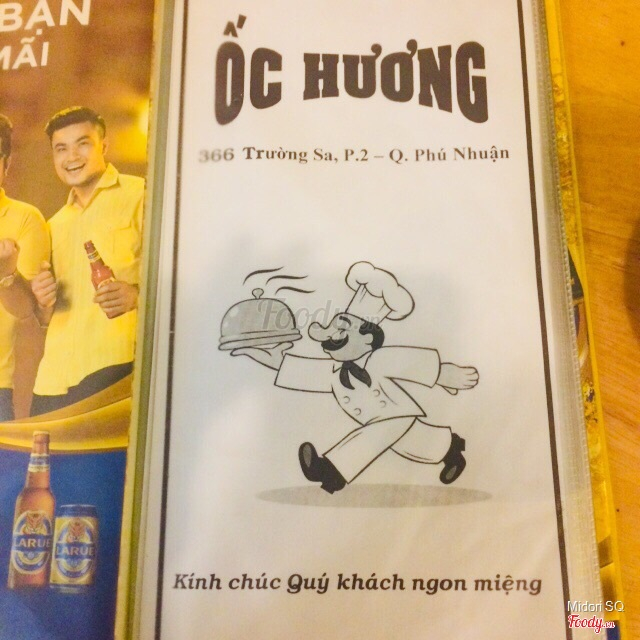 BẠN
MÃI
ỐC HƯƠNG
366 Trường Sa, P.2 – Q. Phú Nhuận
Foody.vn
LARUE
LARUE
Kính chúc Quý khách ngon miệng
Midori SQ
Foody.vn